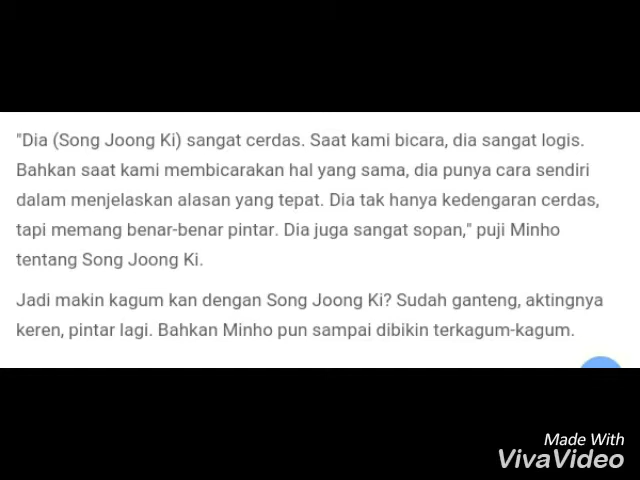 "Dia (Song Joong Ki) sangat cerdas. Saat kami bicara, dia sangat logis.
Bahkan saat kami membicarakan hal yang sama, dia punya cara sendiri
dalam menjelaskan alasan yang tepat. Dia tak hanya kedengaran cerdas,
tapi memang benar-benar pintar. Dia juga sangat sopan," puji Minho
tentang Song Joong Ki.
Jadi makin kagum kan dengan Song Joong Ki? Sudah ganteng, aktingnya
keren, pintar lagi. Bahkan Minho pun sampai dibikin terkagum-kagum.
Made With
VivaVideo